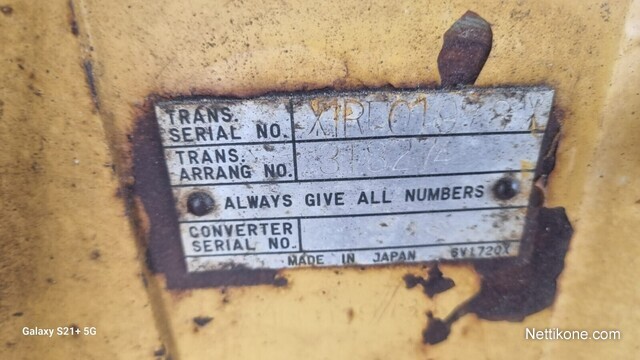 TRANS.
SERIAL NO.
TRANS.
ARRANG NO.
ALWAYS GIVE ALL NUMBERS
CONVERTER
SERIAL NO.
MADE IN JAPAN 6V1720X
Galaxy S21+ 5G
Nettikone.com